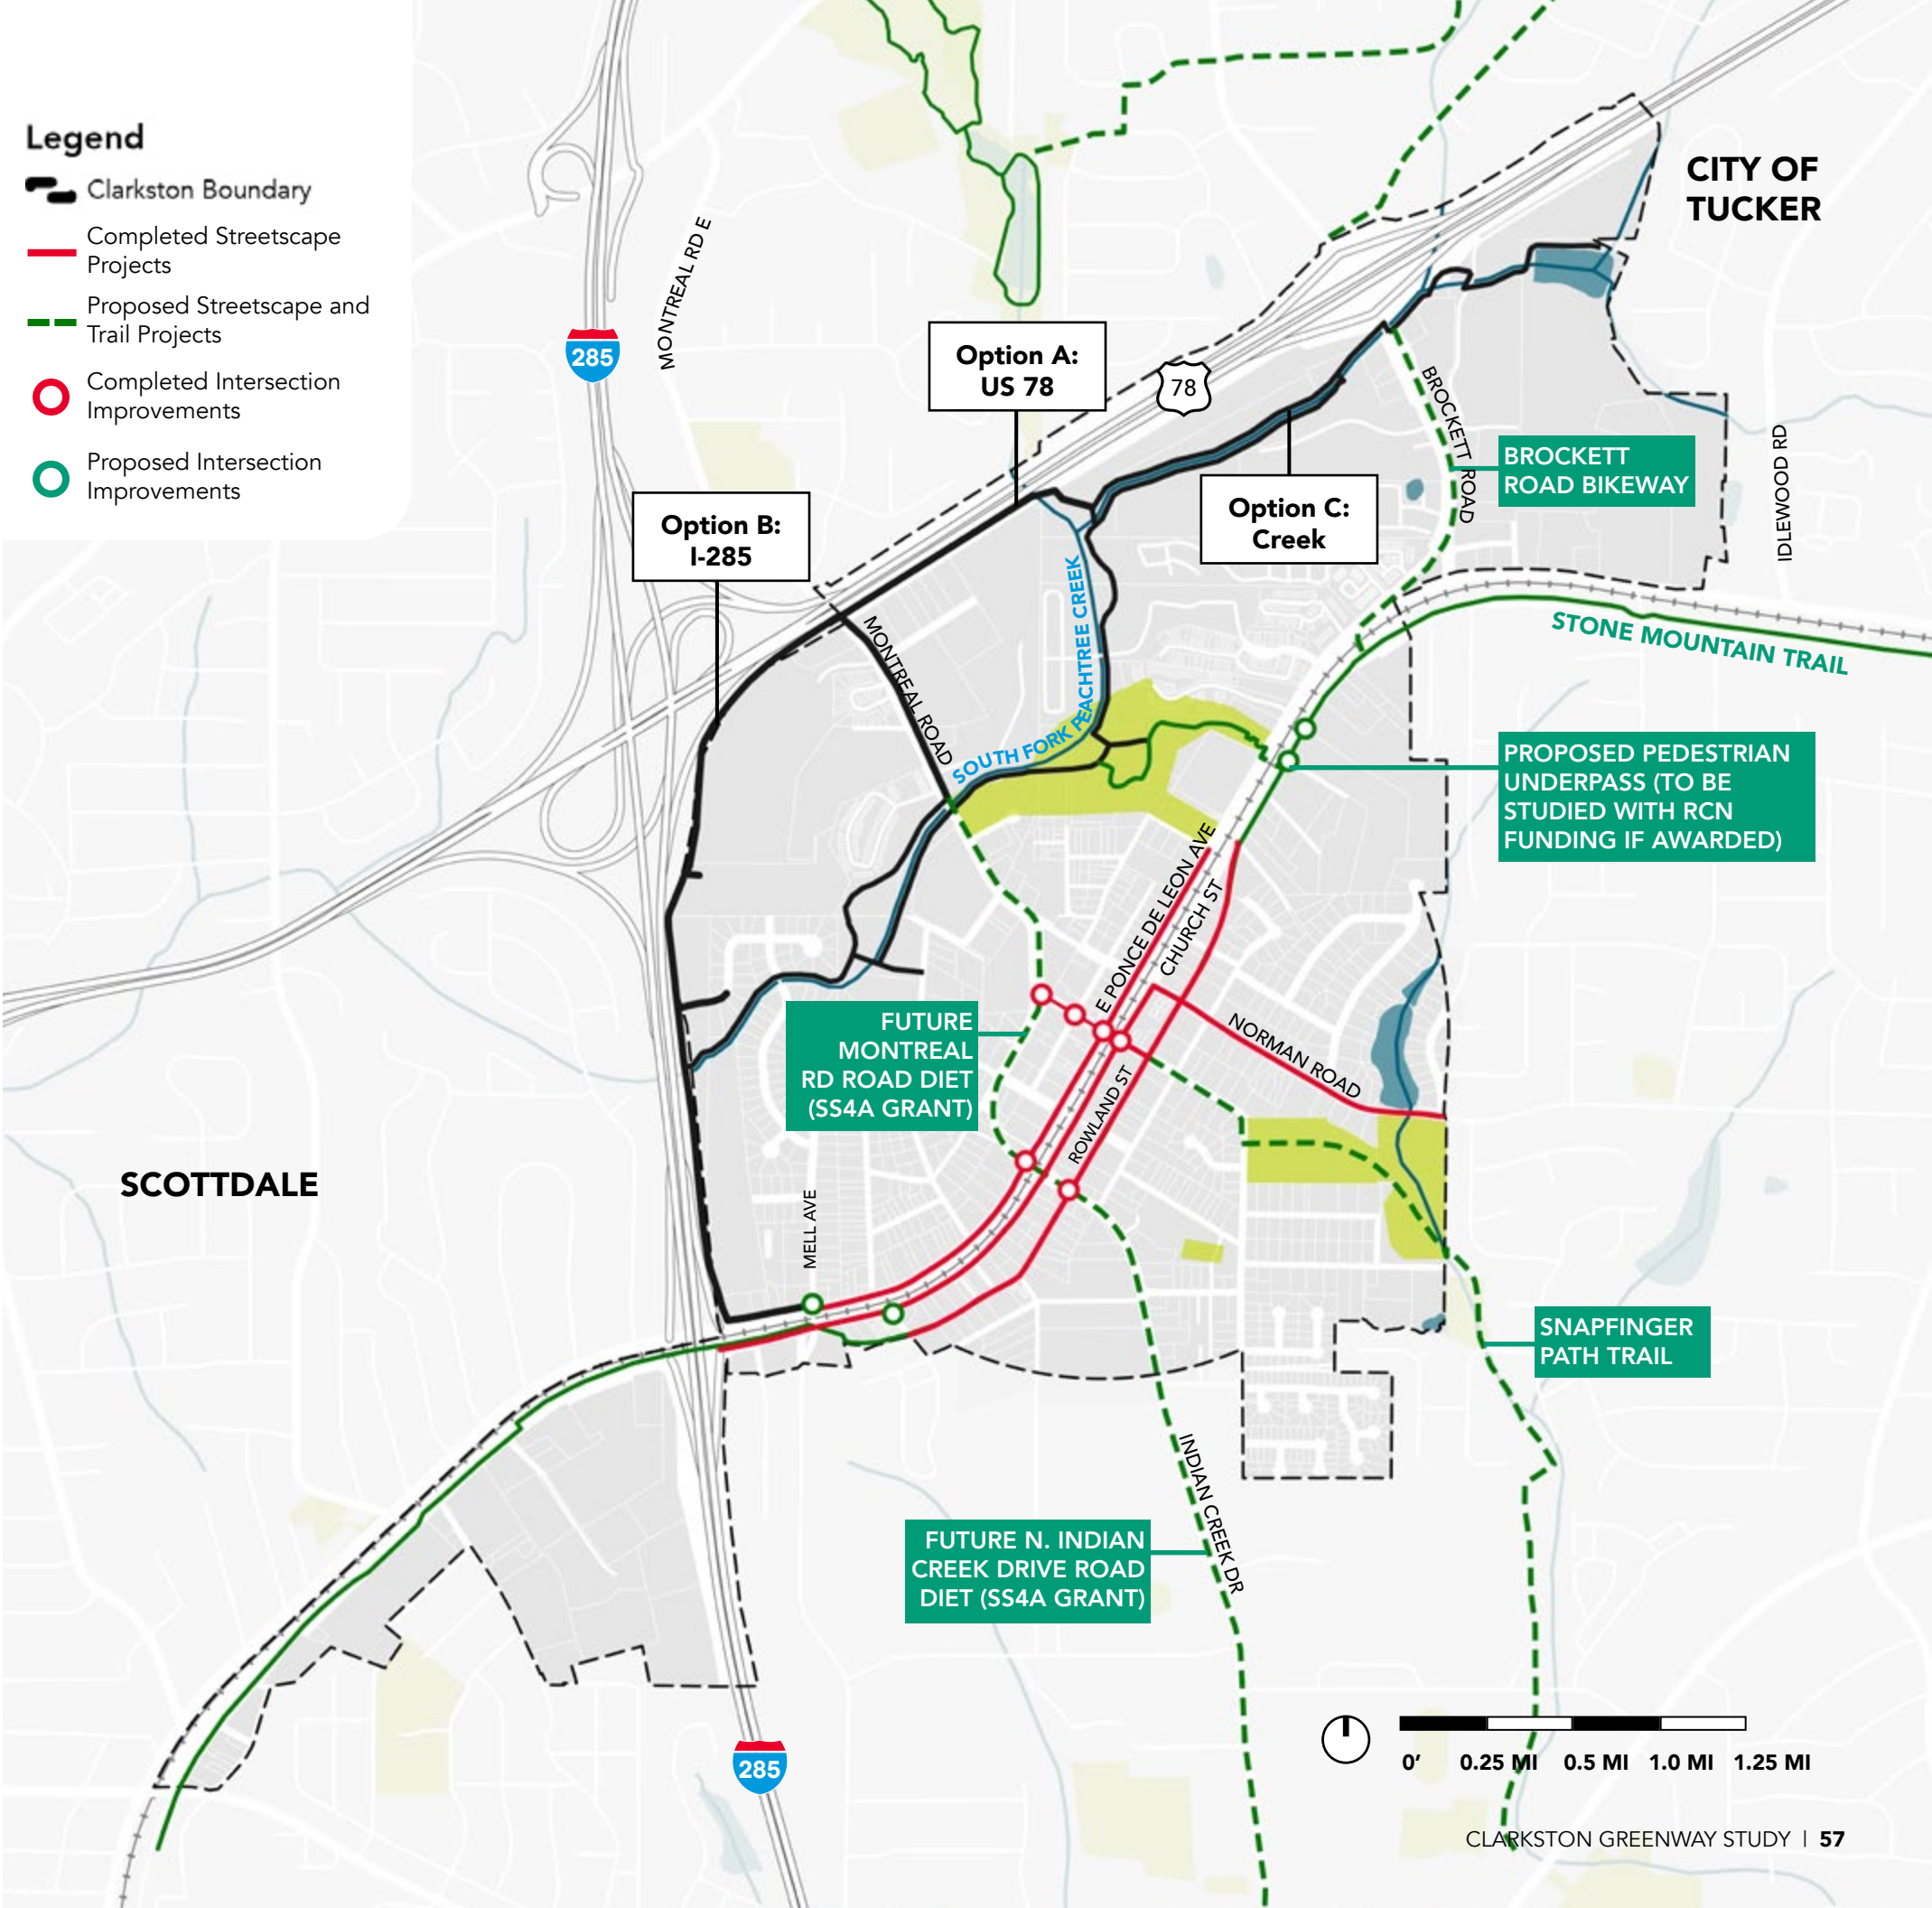 Legend
Clarkston Boundary
Completed Streetscape
Projects
Proposed Streetscape and
Trail Projects
Completed Intersection
Improvements
Proposed Intersection
Improvements
CITY OF
TUCKER
MONTREAL RD E
285
Option A:
US 78
78
BROCKETT ROAD
BROCKETT
ROAD BIKEWAY
IDLEWOOD RD
Option B:
I-285
Option C:
Creek
SOUTH FORK PEACHTREE CREEK
MONTREAL ROAD
STONE MOUNTAIN TRAIL
PROPOSED PEDESTRIAN
UNDERPASS (TO BE
STUDIED WITH RCN
FUNDING IF AWARDED)
E PONCE DE LEON AVE
CHURCH ST
FUTURE
MONTREAL
RD ROAD DIET
(SS4A GRANT)
NORMAN ROAD
ROWLAND ST
SCOTTDALE
MELL AVE
SNAPFINGER
PATH TRAIL
INDIAN CREEK DR
FUTURE N. INDIAN
CREEK DRIVE ROAD
DIET (SS4A GRANT)
285
0’ 0.25 MI 0.5 MI 1.0 MI 1.25 MI
CLARKSTON GREENWAY STUDY | 57